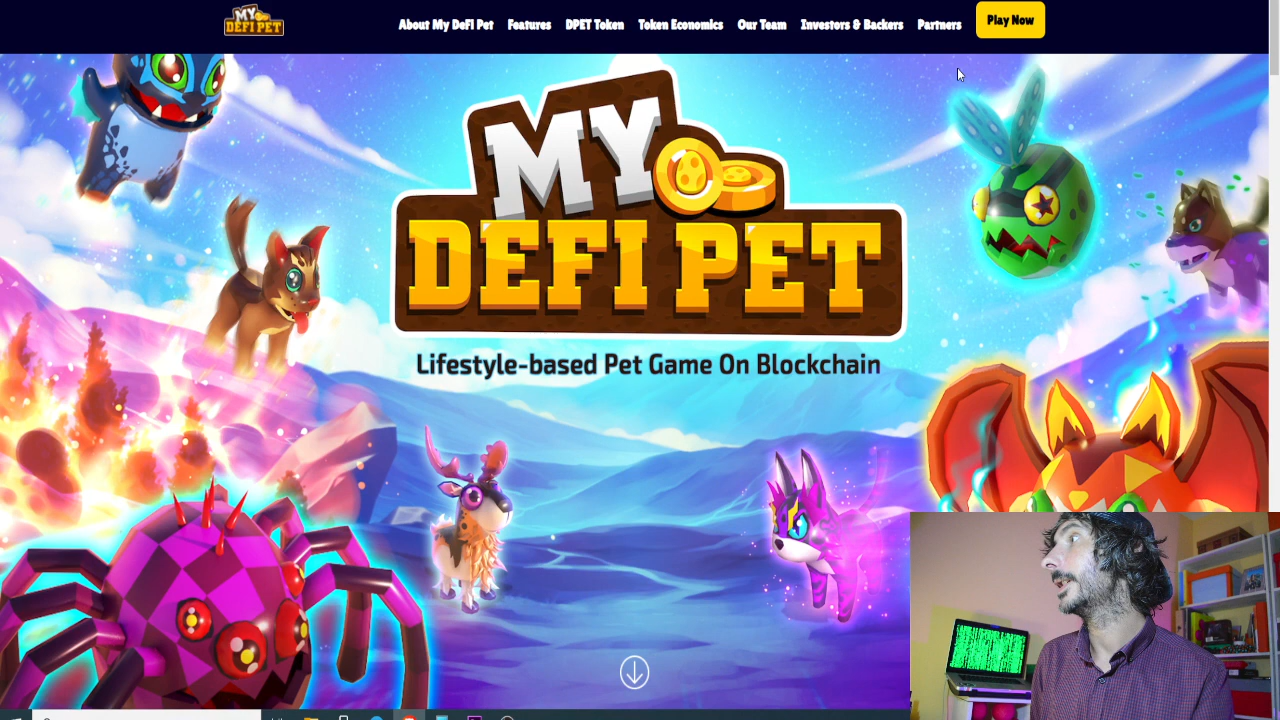 MY
DEFI PET
About My DeFi Pet
Features
DPET Token
Token Economics
Our Team
Investors & Backers
Partners
Play Now
MY
DEFI PET
Lifestyle-based Pet Game On Blockchain